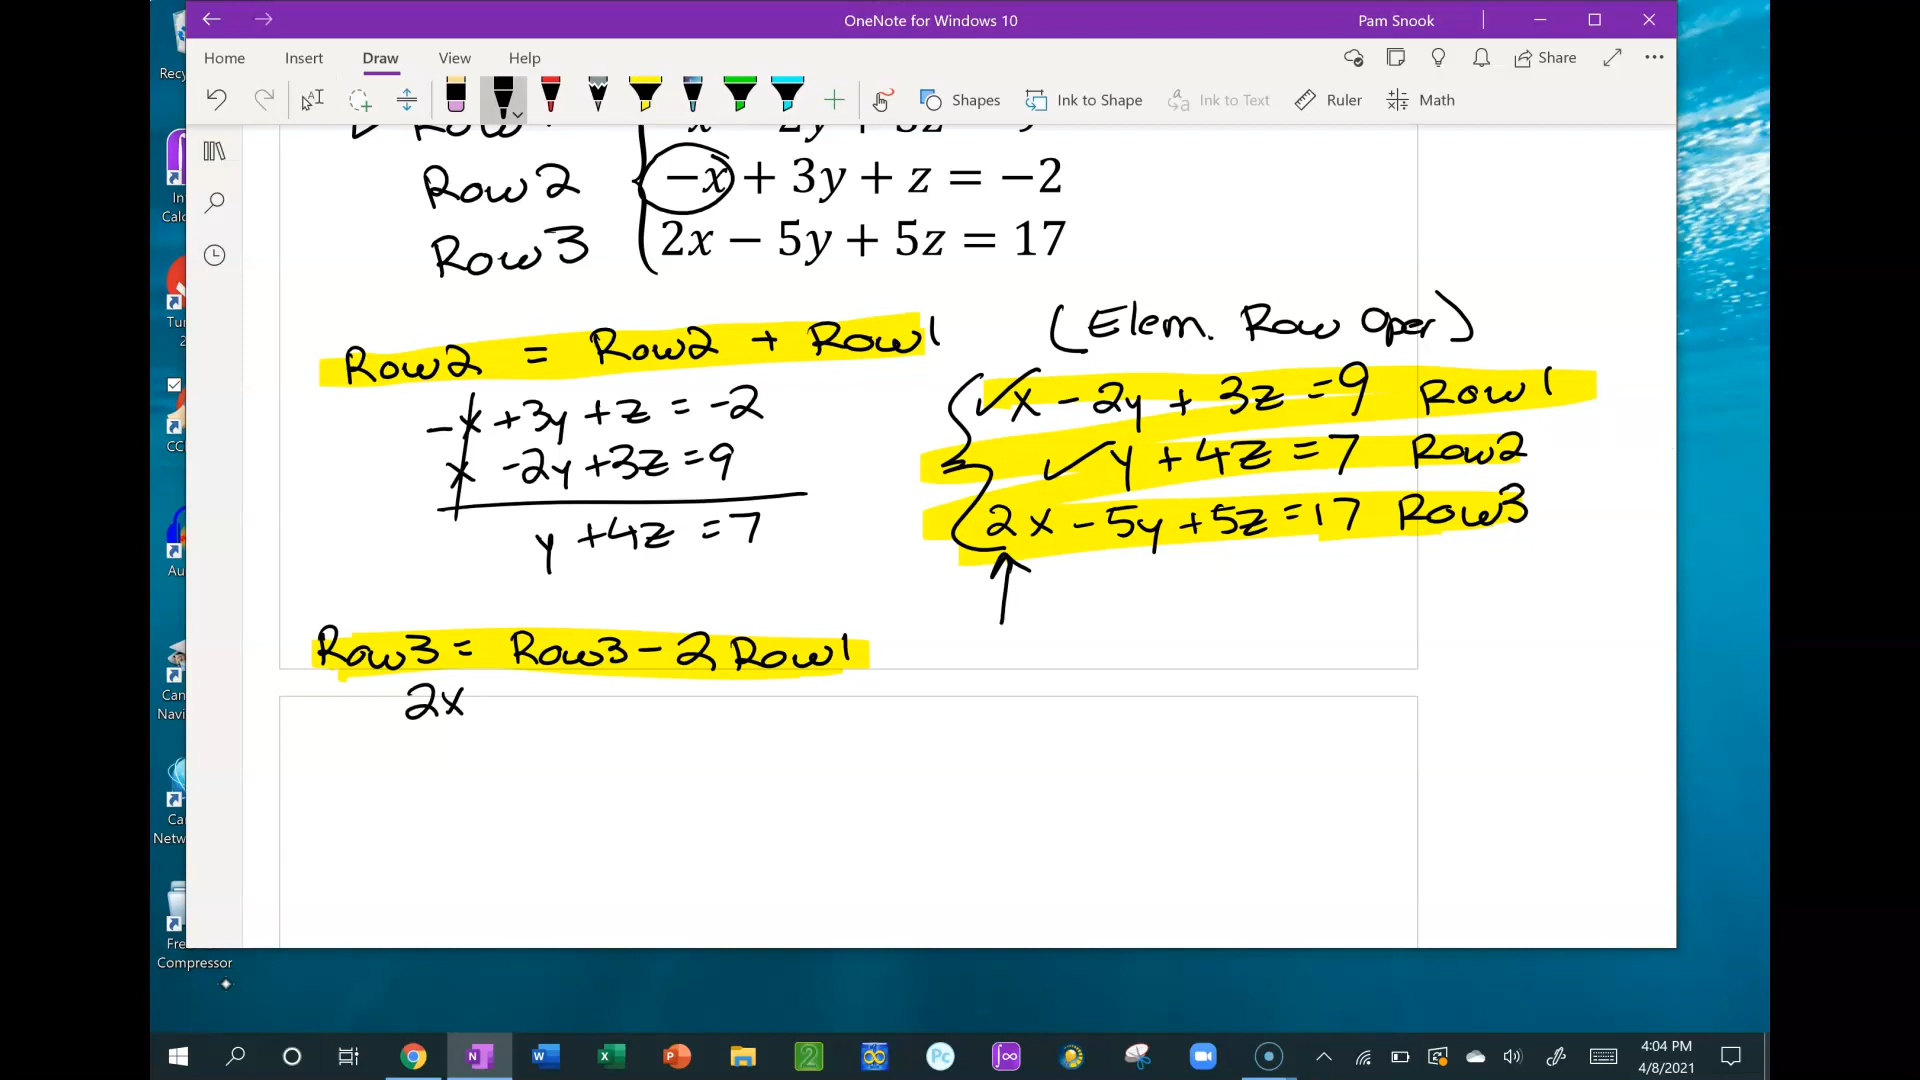 OneNote for Windows 10
Pam Snook
Home Insert Draw View Help
Share
Shapes Ink to Shape Ink to Text Ruler Math
Row2 −x + 3y + z = −2
Row3 2x − 5y + 5z = 17
(Elem. Row Oper)
Row2 = Row2 + Row1
-x +3y +z = -2
x -2y +3z =9
y +4z =7
x - 2y + 3z =9 Row1
y +4z =7 Row2
2x -5y +5z =17 Row3
Row3 = Row3 - 2 Row1
2x
Compressor
4:04 PM
4/8/2021